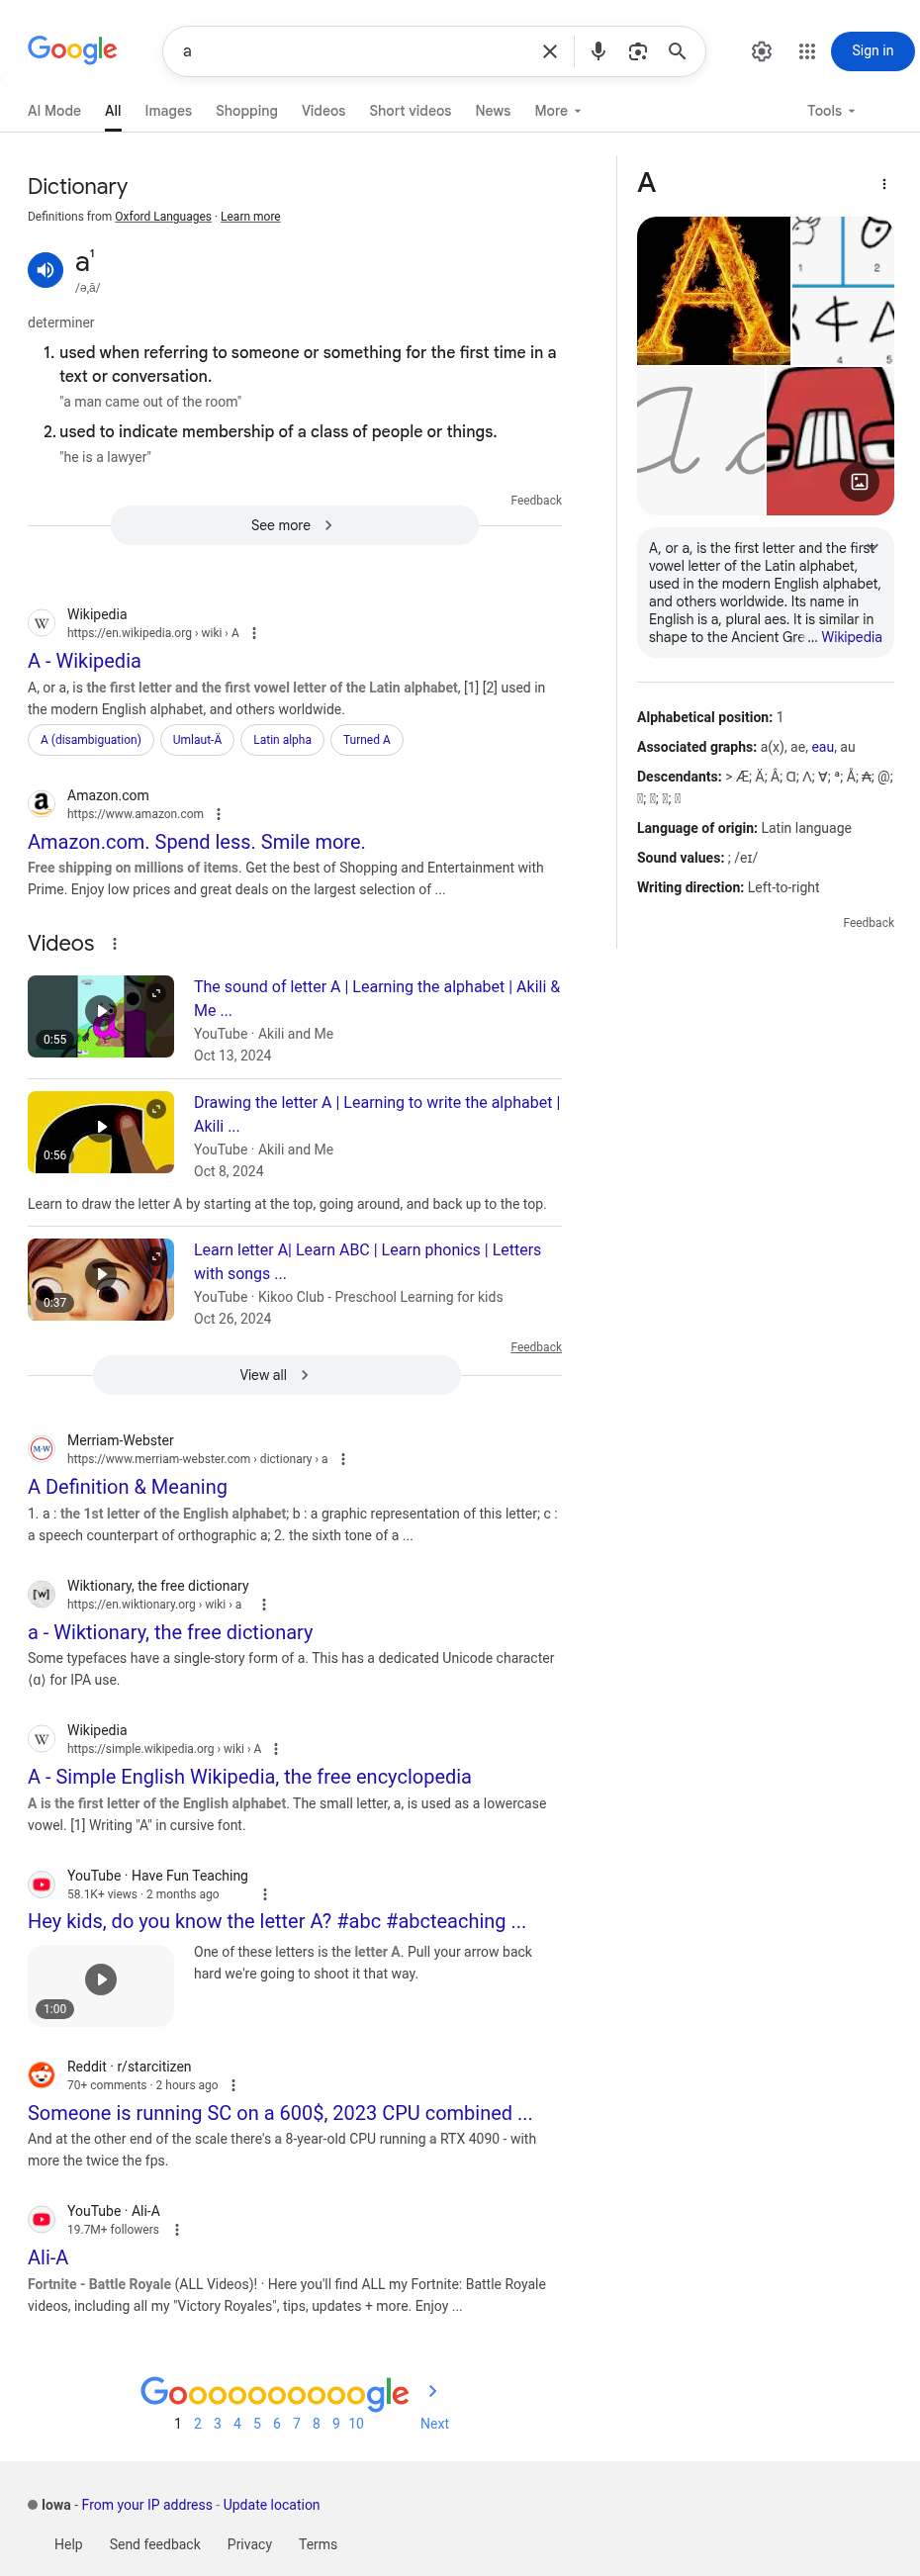 Google
a
Sign in
AI Mode
All
Images
Shopping
Videos
Short videos
News
More
Tools
Dictionary
Definitions from Oxford Languages · Learn more
a¹
/ə,ā/
determiner
1. used when referring to someone or something for the first time in a
text or conversation.
"a man came out of the room"
2. used to indicate membership of a class of people or things.
"he is a lawyer"
Feedback
See more
Wikipedia
https://en.wikipedia.org › wiki › A
A - Wikipedia
A, or a, is the first letter and the first vowel letter of the Latin alphabet, [1] [2] used in
the modern English alphabet, and others worldwide.
A (disambiguation)
Umlaut-Ä
Latin alpha
Turned A
Amazon.com
https://www.amazon.com
Amazon.com. Spend less. Smile more.
Free shipping on millions of items. Get the best of Shopping and Entertainment with
Prime. Enjoy low prices and great deals on the largest selection of ...
Videos
0:55
The sound of letter A | Learning the alphabet | Akili &
Me ...
YouTube · Akili and Me
Oct 13, 2024
0:56
Drawing the letter A | Learning to write the alphabet |
Akili ...
YouTube · Akili and Me
Oct 8, 2024
Learn to draw the letter A by starting at the top, going around, and back up to the top.
0:37
Learn letter A| Learn ABC | Learn phonics | Letters
with songs ...
YouTube · Kikoo Club - Preschool Learning for kids
Oct 26, 2024
Feedback
View all
Merriam-Webster
https://www.merriam-webster.com › dictionary › a
A Definition & Meaning
1. a : the 1st letter of the English alphabet; b : a graphic representation of this letter; c :
a speech counterpart of orthographic a; 2. the sixth tone of a ...
Wiktionary, the free dictionary
https://en.wiktionary.org › wiki › a
a - Wiktionary, the free dictionary
Some typefaces have a single-story form of a. This has a dedicated Unicode character
⟨ɑ⟩ for IPA use.
Wikipedia
https://simple.wikipedia.org › wiki › A
A - Simple English Wikipedia, the free encyclopedia
A is the first letter of the English alphabet. The small letter, a, is used as a lowercase
vowel. [1] Writing "A" in cursive font.
YouTube · Have Fun Teaching
58.1K+ views · 2 months ago
Hey kids, do you know the letter A? #abc #abcteaching ...
1:00
One of these letters is the letter A. Pull your arrow back
hard we're going to shoot it that way.
Reddit · r/starcitizen
70+ comments · 2 hours ago
Someone is running SC on a 600$, 2023 CPU combined ...
And at the other end of the scale there's a 8-year-old CPU running a RTX 4090 - with
more the twice the fps.
YouTube · Ali-A
19.7M+ followers
Ali-A
Fortnite - Battle Royale (ALL Videos)! · Here you'll find ALL my Fortnite: Battle Royale
videos, including all my "Victory Royales", tips, updates + more. Enjoy ...
A
A
1
2
4
5
a a
A, or a, is the first letter and the first
vowel letter of the Latin alphabet,
used in the modern English alphabet,
and others worldwide. Its name in
English is a, plural aes. It is similar in
shape to the Ancient Gre... Wikipedia
Alphabetical position: 1
Associated graphs: a(x), ae, eau, au
Descendants: > Æ; Ä; Â; Ɑ; Λ; Ɐ; ª; Å; ₳; @;
Language of origin: Latin language
Sound values: ; /eɪ/
Writing direction: Left-to-right
Feedback
Goooooooooogle
1 2 3 4 5 6 7 8 9 10 Next
Iowa - From your IP address - Update location
Help
Send feedback
Privacy
Terms